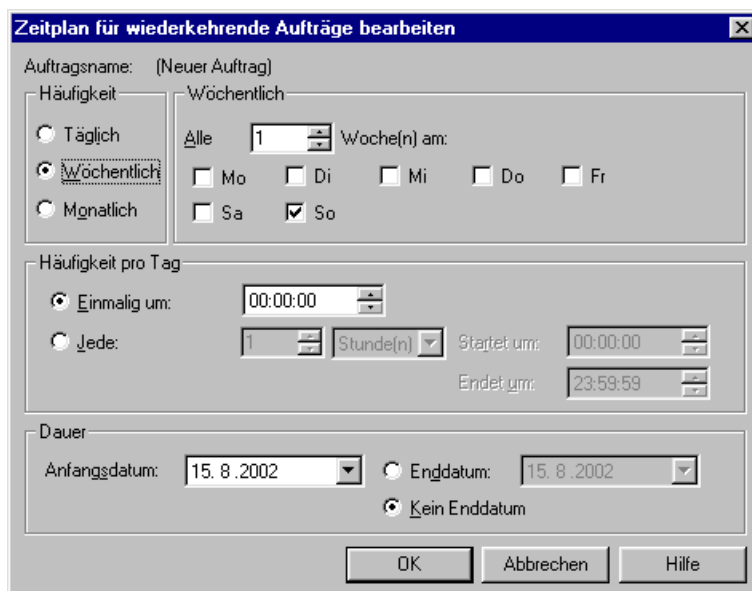 Zeitplan für wiederkehrende Aufträge bearbeiten
Auftragsname: (Neuer Auftrag)
Häufigkeit
Täglich
Wöchentlich
Monatlich
Wöchentlich
Alle 1 Woche(n) am:
Mo Di Mi Do Fr
Sa So
Häufigkeit pro Tag
Einmalig um: 00:00:00
Jede: 1 Stunde(n) Startet um: 00:00:00
Endet um: 23:59:59
Dauer
Anfangsdatum: 15. 8 .2002 Enddatum: 15. 8 .2002
Kein Enddatum
OK Abbrechen Hilfe